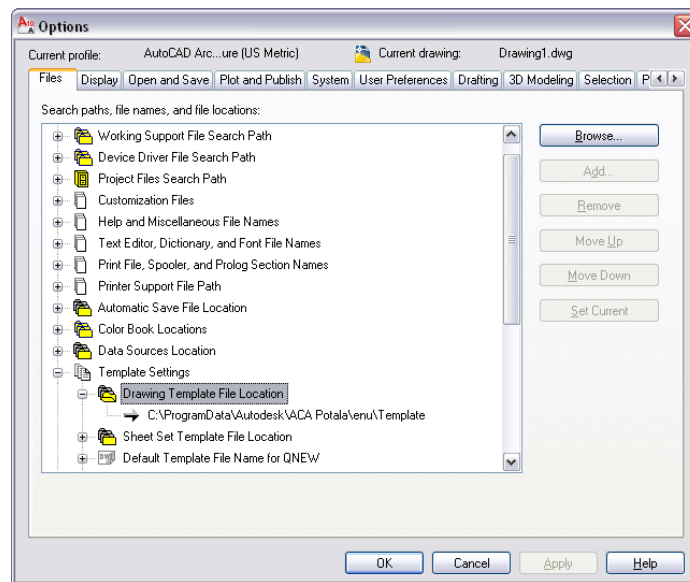 Options
Current profile: AutoCAD Arc...ure (US Metric) Current drawing: Drawing1.dwg
Files Display Open and Save Plot and Publish System User Preferences Drafting 3D Modeling Selection P
Search paths, file names, and file locations:
Working Support File Search Path
Device Driver File Search Path
Project Files Search Path
Customization Files
Help and Miscellaneous File Names
Text Editor, Dictionary, and Font File Names
Print File, Spooler, and Prolog Section Names
Printer Support File Path
Automatic Save File Location
Color Book Locations
Data Sources Location
Template Settings
Drawing Template File Location
C:\ProgramData\Autodesk\ACA Potala\enu\Template
Sheet Set Template File Location
Default Template File Name for QNEW
Browse...
Add...
Remove
Move Up
Move Down
Set Current
OK Cancel Apply Help